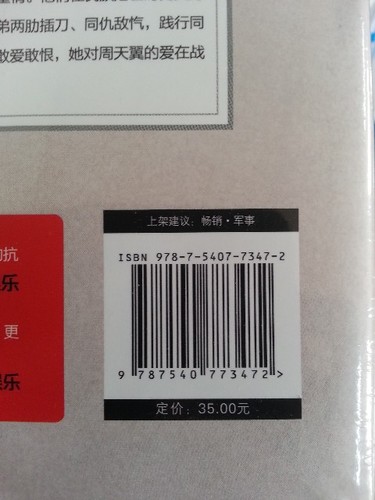 弟两肋插刀、同仇敌忾，践行同
敢爱敢恨，她对周天翼的爱在战
上架建议：畅销·军事
ISBN 978-7-5407-7347-2
9 787540 773472 >
定价：35.00元
抗
乐
更
乐